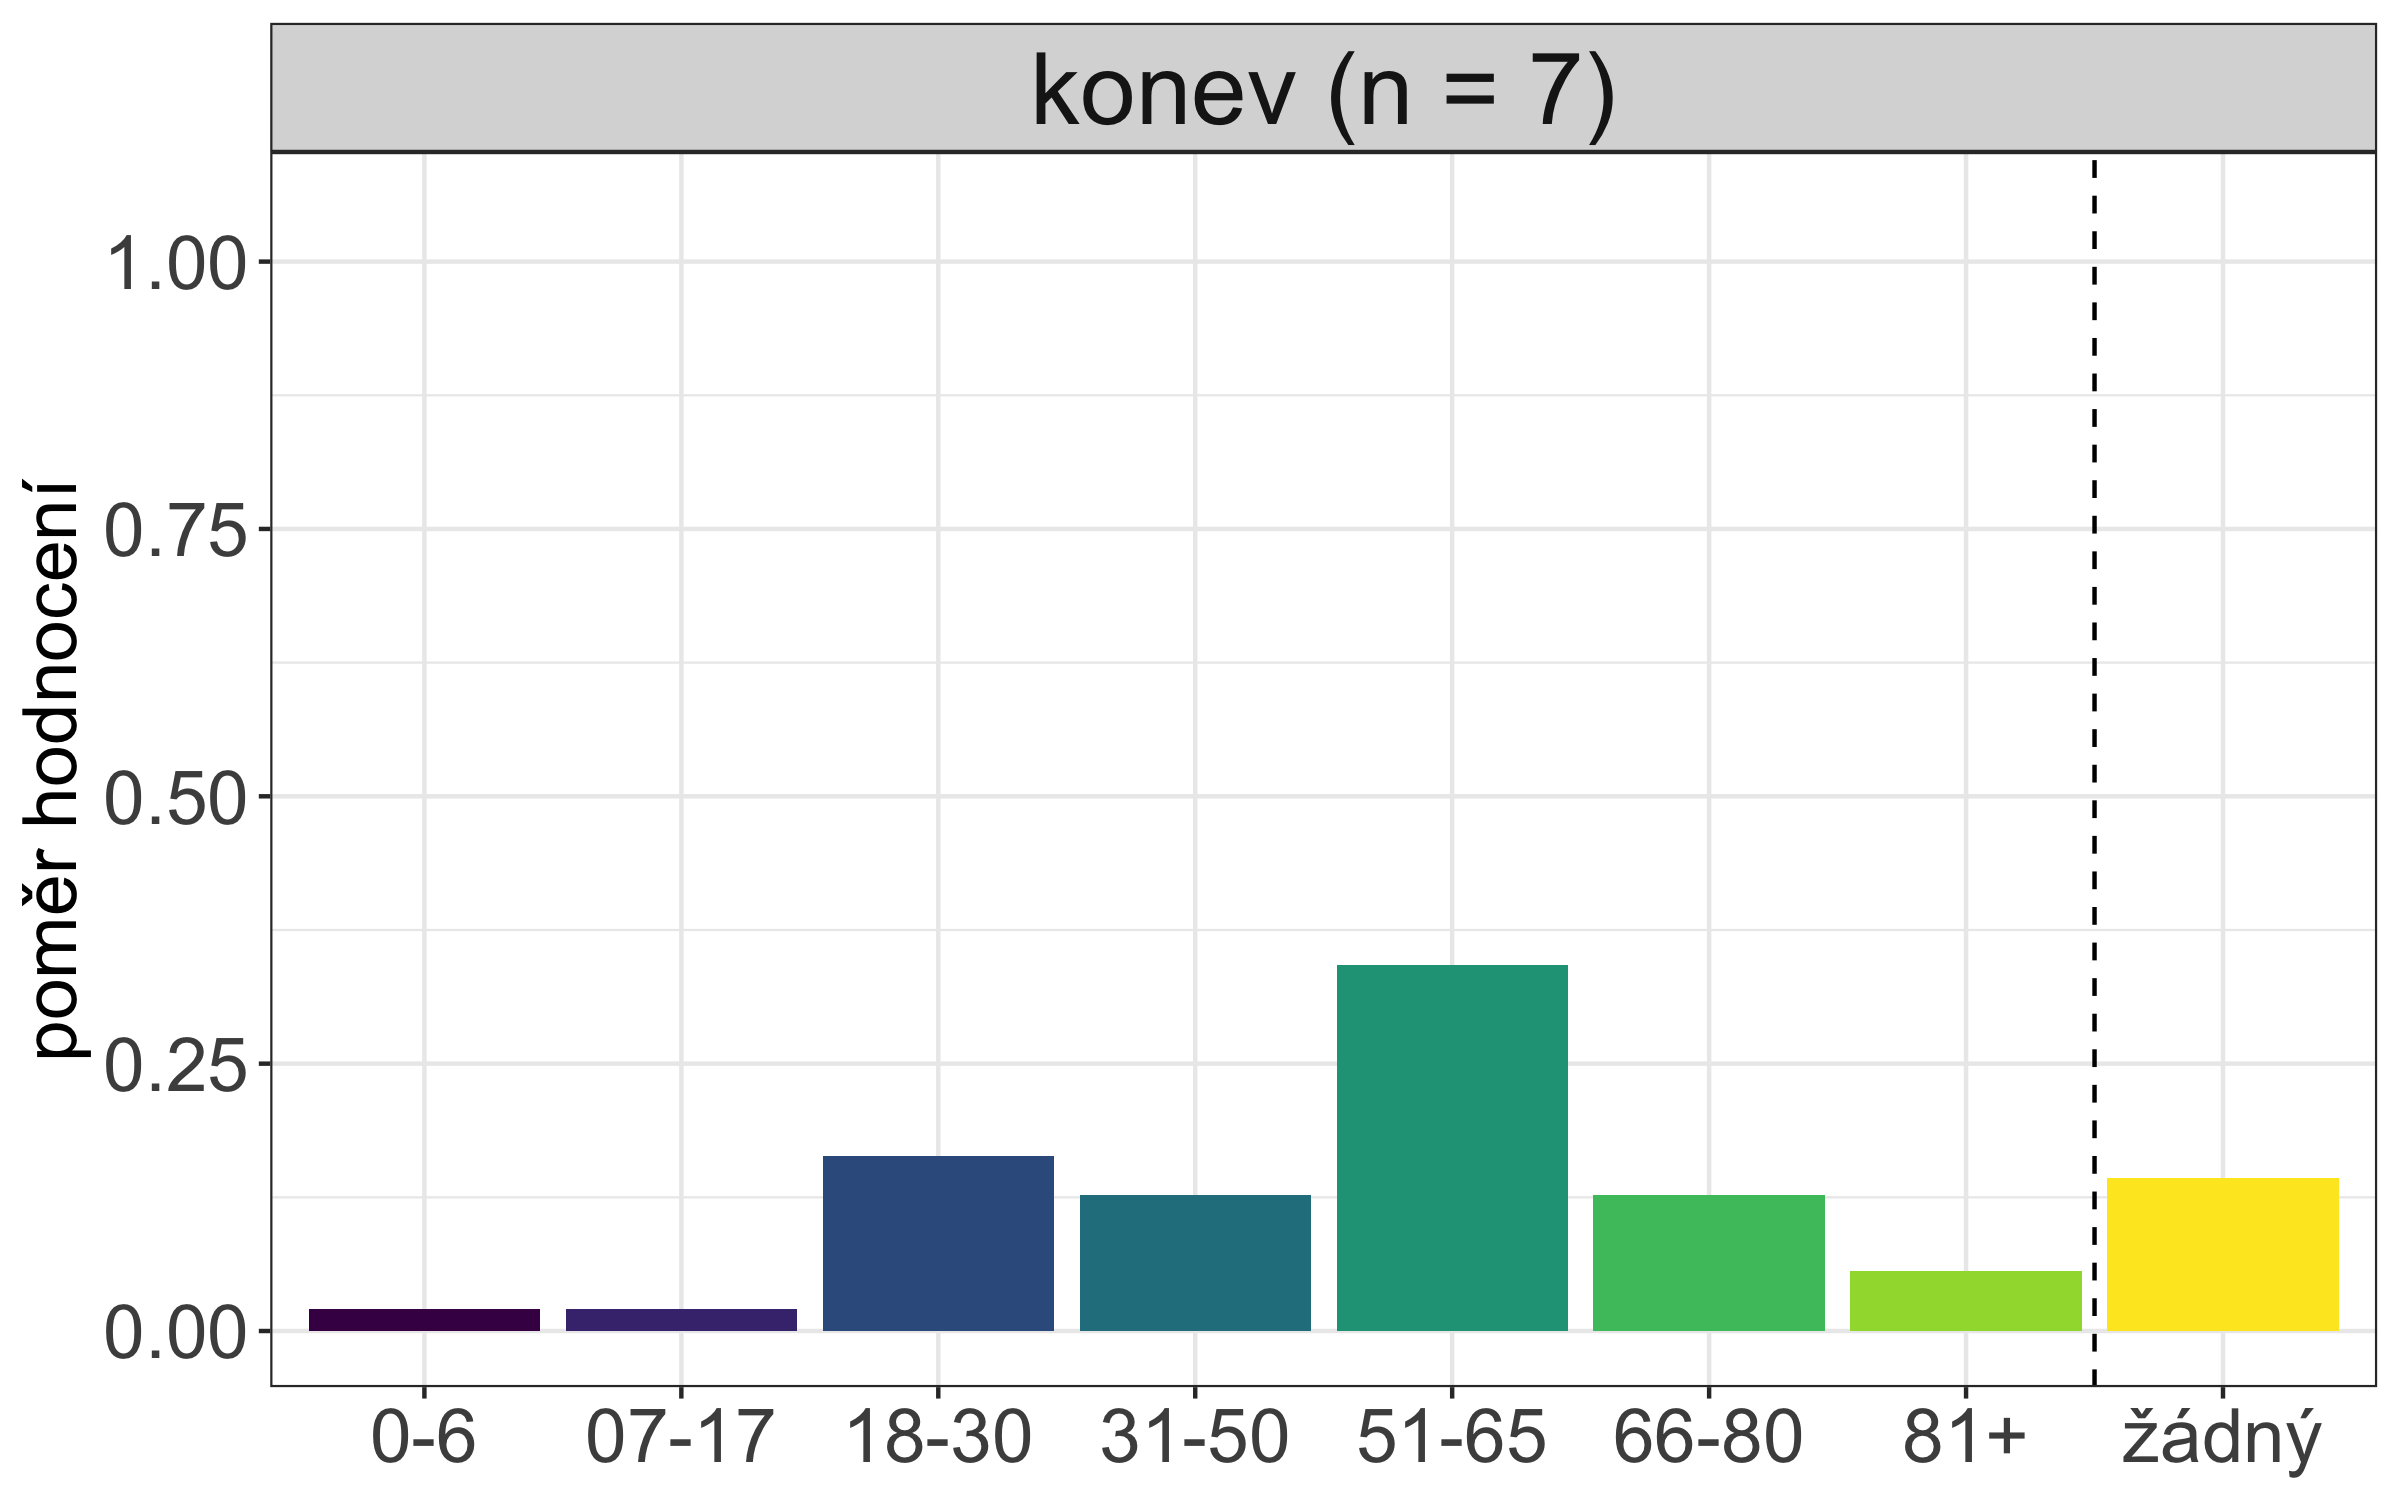 konev (n = 7)
poměr hodnocení
1.00
0.75
0.50
0.25
0.00
0-6 07-17 18-30 31-50 51-65 66-80 81+ žádný